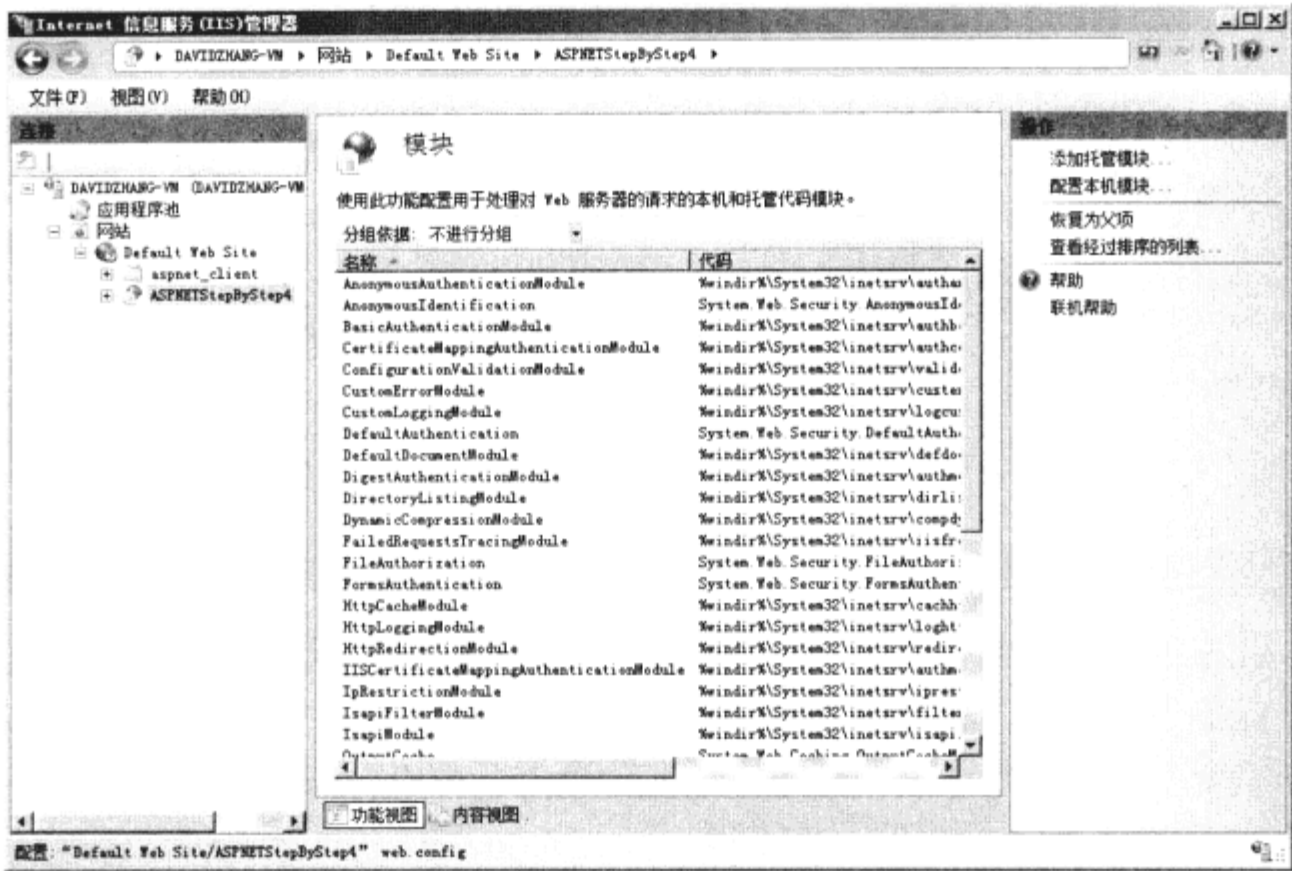 Internet 信息服务(IIS)管理器
DAVIDZHANG-VM ▸ 网站 ▸ Default Web Site ▸ ASPNETStepByStep4 ▸
文件(F) 视图(V) 帮助(H)
连接
DAVIDZHANG-VM (DAVIDZHANG-VM
应用程序池
网站
Default Web Site
aspnet_client
ASPNETStepByStep4
模块
使用此功能配置用于处理对 Web 服务器的请求的本机和托管代码模块。
分组依据: 不进行分组
名称 代码
AnonymousAuthenticationModule %windir%\System32\inetsrv\authan
AnonymousIdentification System.Web.Security.AnonymousId
BasicAuthenticationModule %windir%\System32\inetsrv\authb
CertificateMappingAuthenticationModule %windir%\System32\inetsrv\authc
ConfigurationValidationModule %windir%\System32\inetsrv\valid
CustomErrorModule %windir%\System32\inetsrv\custer
CustomLoggingModule %windir%\System32\inetsrv\logcu
DefaultAuthentication System.Web.Security.DefaultAuth
DefaultDocumentModule %windir%\System32\inetsrv\defdo
DigestAuthenticationModule %windir%\System32\inetsrv\authm
DirectoryListingModule %windir%\System32\inetsrv\dirli
DynamicCompressionModule %windir%\System32\inetsrv\compd
FailedRequestsTracingModule %windir%\System32\inetsrv\iisfr
FileAuthorization System.Web.Security.FileAuthori
FormsAuthentication System.Web.Security.FormsAuthen
HttpCacheModule %windir%\System32\inetsrv\cachh
HttpLoggingModule %windir%\System32\inetsrv\loght
HttpRedirectionModule %windir%\System32\inetsrv\redir
IISCertificateMappingAuthenticationModule %windir%\System32\inetsrv\authm
IpRestrictionModule %windir%\System32\inetsrv\ipres
IsapiFilterModule %windir%\System32\inetsrv\filter
IsapiModule %windir%\System32\inetsrv\isapi.
OutputCache System.Web.Caching.OutputCacheM
功能视图 内容视图
操作
添加托管模块...
配置本机模块...
恢复为父项
查看经过排序的列表...
帮助
联机帮助
配置: "Default Web Site/ASPNETStepByStep4" web.config